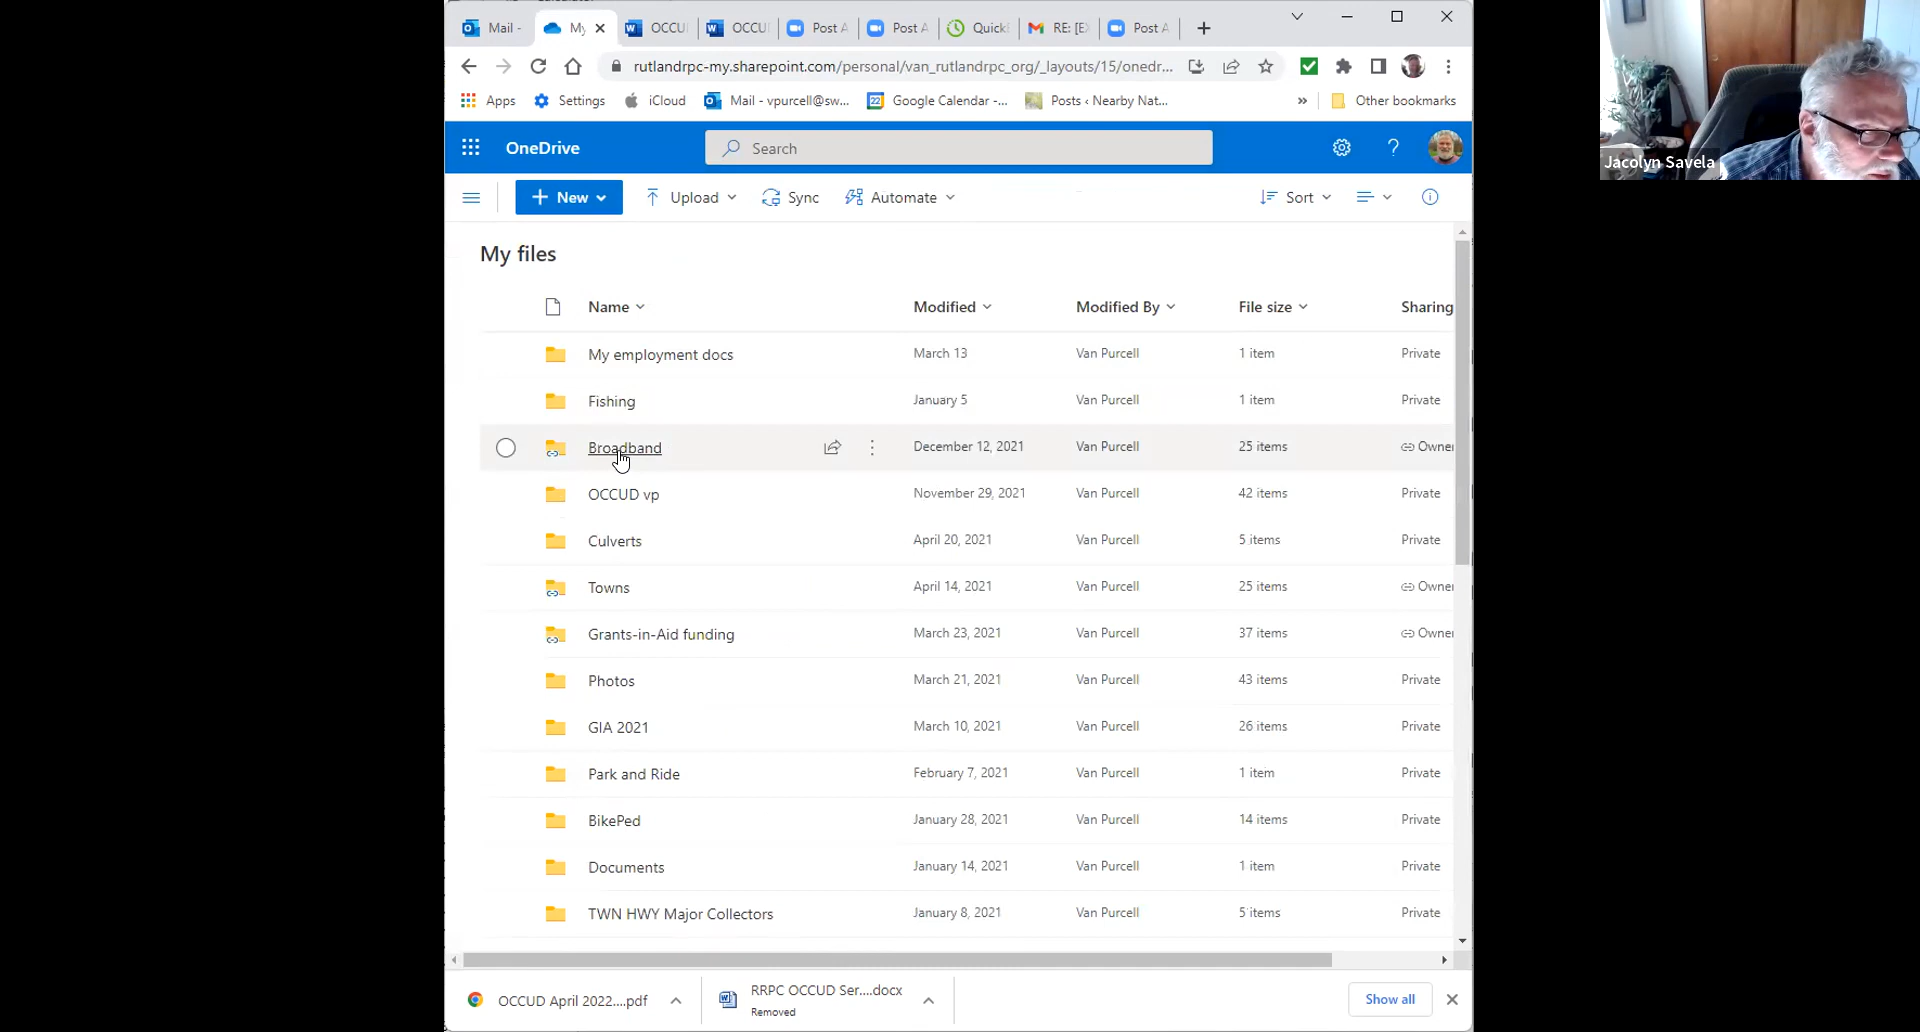 Mail -
My
OCCU
OCCU
Post A
Post A
Quick
RE: [E
Post A
rutlandrpc-my.sharepoint.com/personal/van_rutlandrpc_org/_layouts/15/onedr...
Apps
Settings
iCloud
Mail - vpurcell@sw...
22
Google Calendar -...
Posts ‹ Nearby Nat...
»
Other bookmarks
OneDrive
Search
Jacolyn Savela
New
Upload
Sync
Automate
Sort
My files
Name
Modified
Modified By
File size
Sharing
My employment docs March 13 Van Purcell 1 item Private
Fishing January 5 Van Purcell 1 item Private
Broadband December 12, 2021 Van Purcell 25 items Owner
OCCUD vp November 29, 2021 Van Purcell 42 items Private
Culverts April 20, 2021 Van Purcell 5 items Private
Towns April 14, 2021 Van Purcell 25 items Owner
Grants-in-Aid funding March 23, 2021 Van Purcell 37 items Owner
Photos March 21, 2021 Van Purcell 43 items Private
GIA 2021 March 10, 2021 Van Purcell 26 items Private
Park and Ride February 7, 2021 Van Purcell 1 item Private
BikePed January 28, 2021 Van Purcell 14 items Private
Documents January 14, 2021 Van Purcell 1 item Private
TWN HWY Major Collectors January 8, 2021 Van Purcell 5 items Private
OCCUD April 2022....pdf
RRPC OCCUD Ser....docx
Removed
Show all